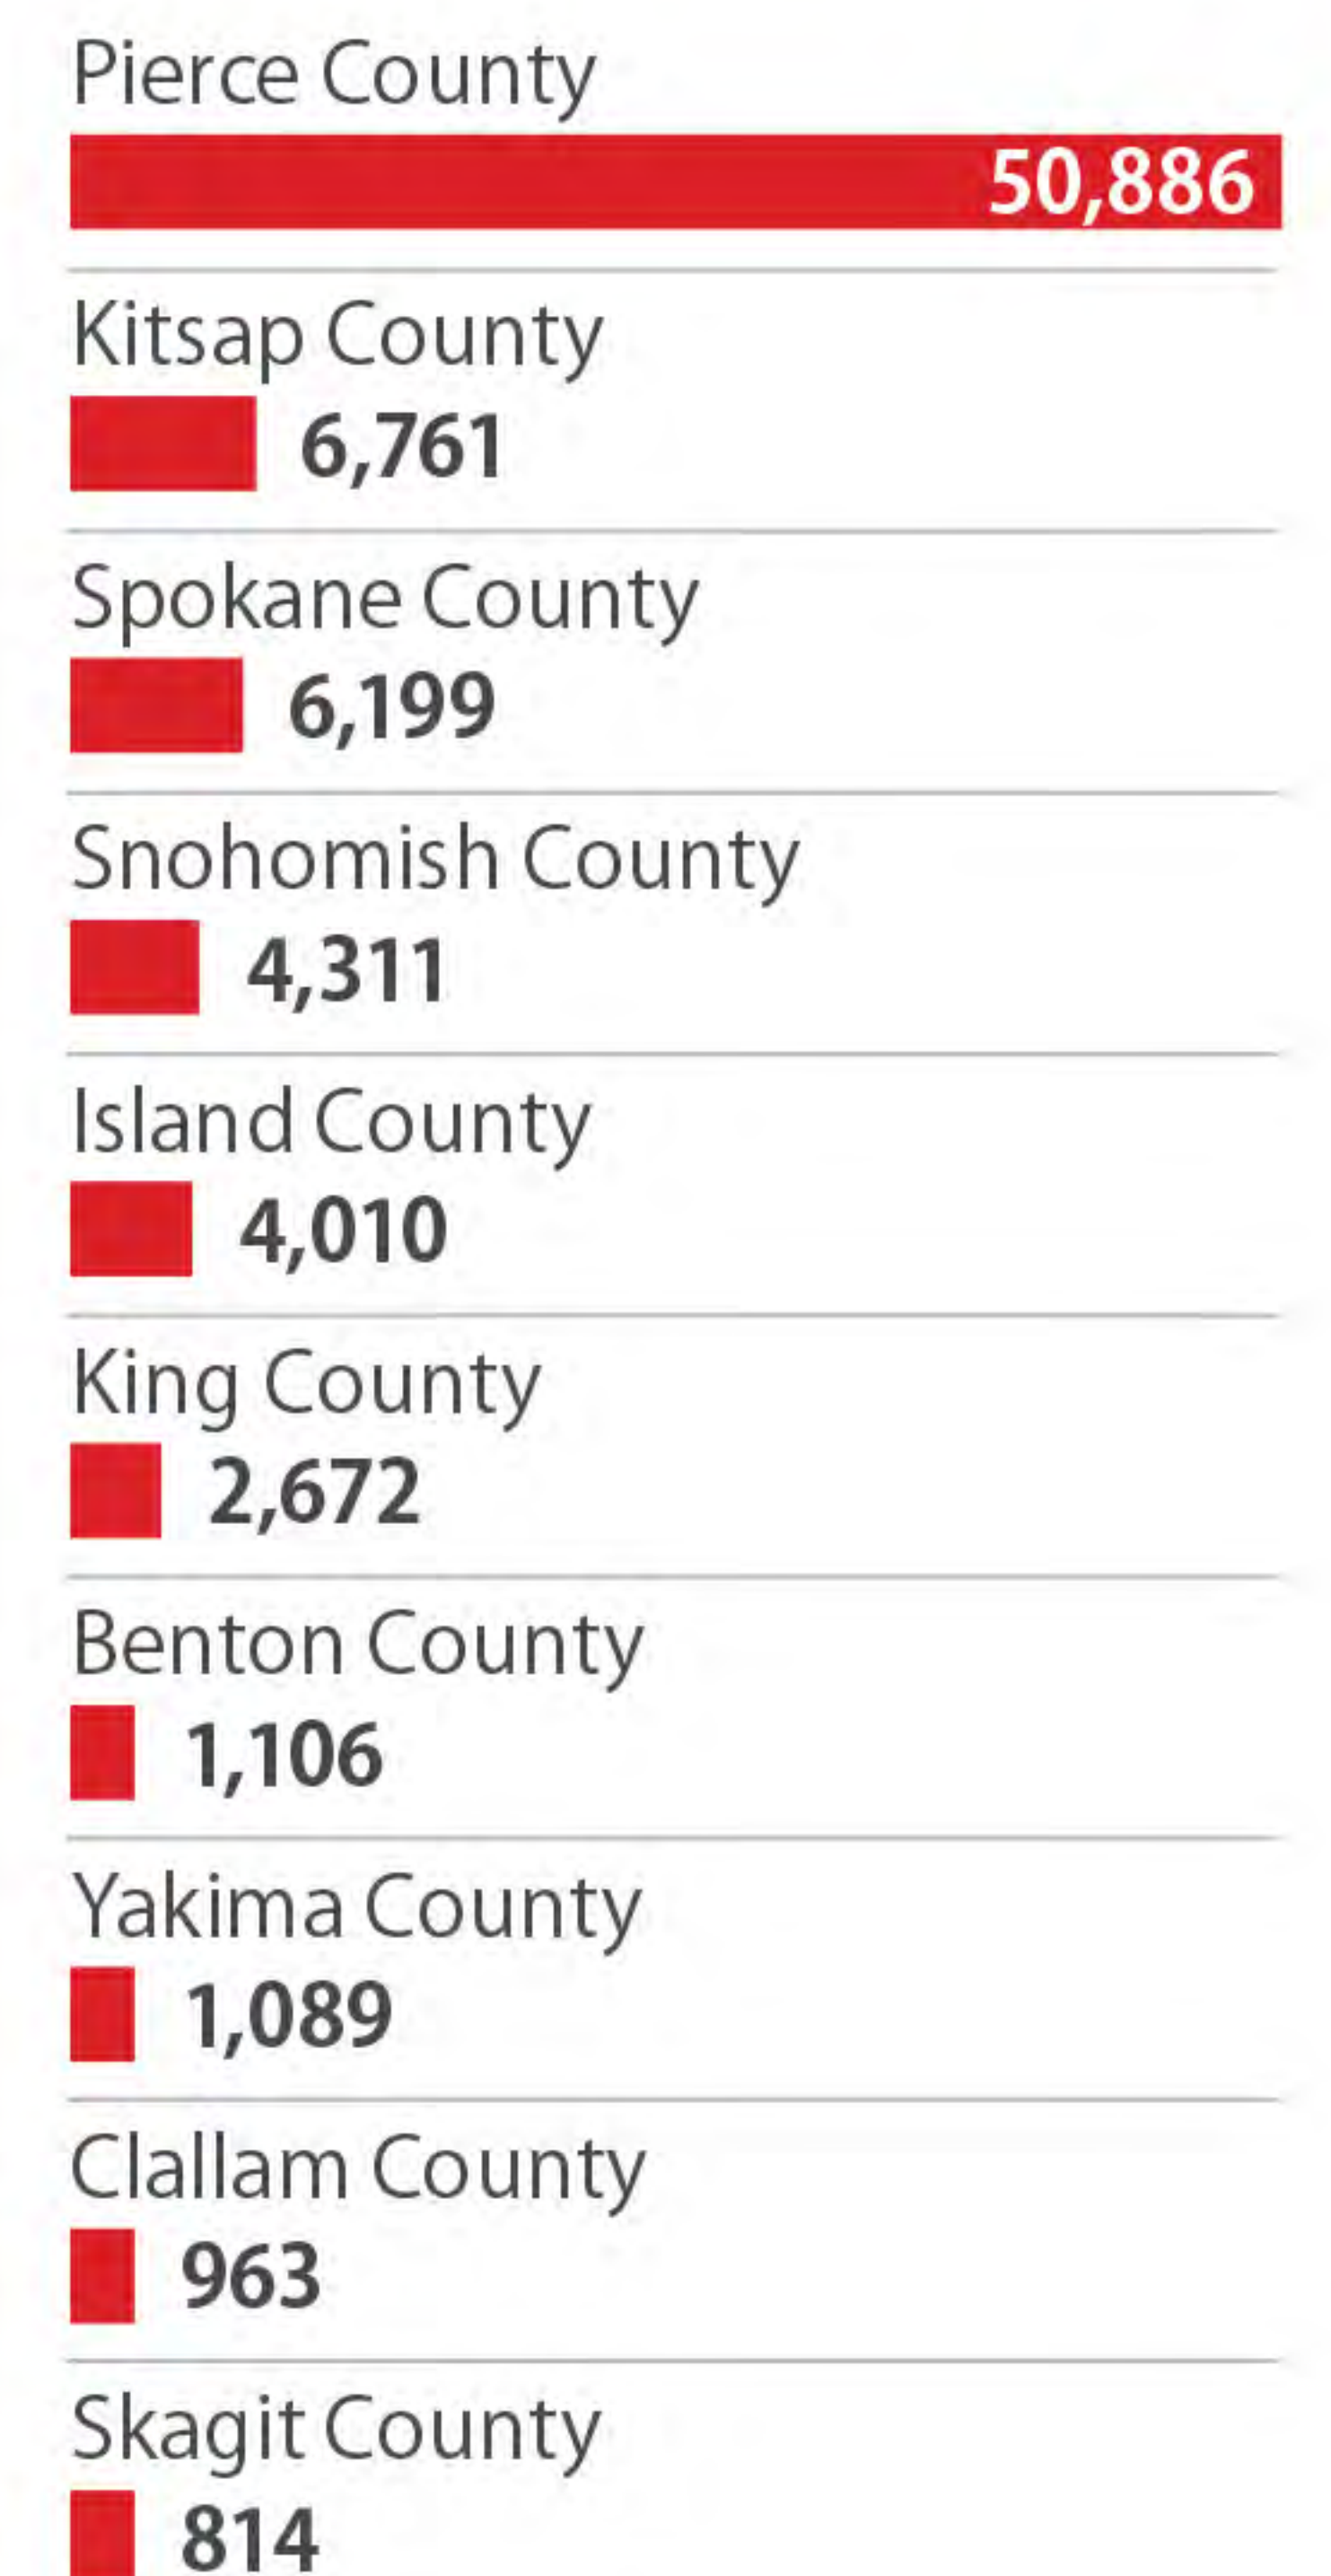 Pierce County
50,886
Kitsap County
6,761
Spokane County
6,199
Snohomish County
4,311
Island County
4,010
King County
2,672
Benton County
1,106
Yakima County
1,089
Clallam County
963
Skagit County
814